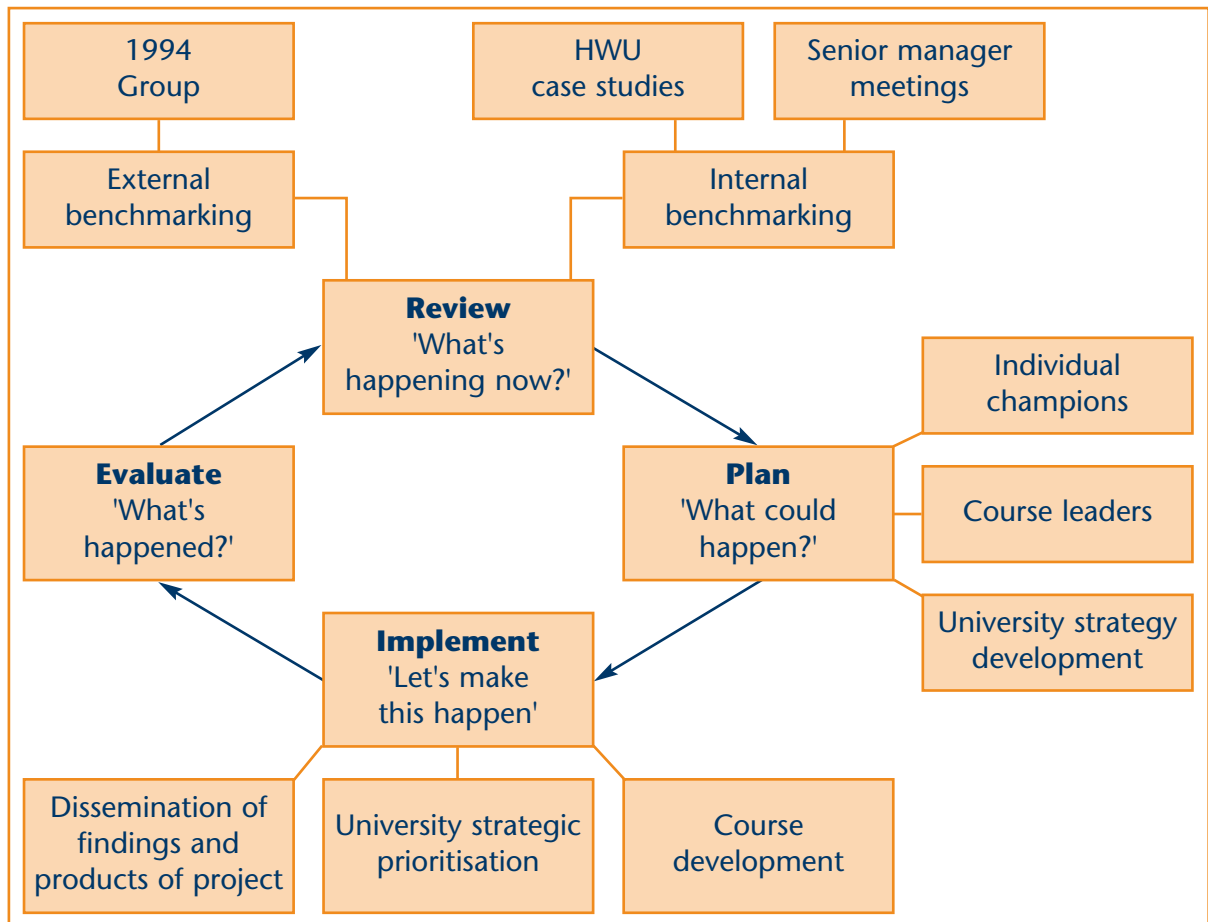 1994
Group
HWU
case studies
Senior manager
meetings
External
benchmarking
Internal
benchmarking
Review
'What's
happening now?'
Individual
champions
Evaluate
'What's
happened?'
Plan
'What could
happen?'
Course leaders
University strategy
development
Implement
'Let's make
this happen'
Dissemination of
findings and
products of project
University strategic
prioritisation
Course
development